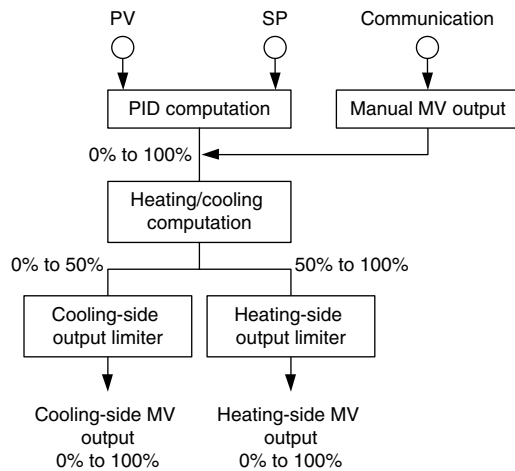 PV
SP
Communication
PID computation
Manual MV output
0% to 100%
Heating/cooling
computation
0% to 50%
50% to 100%
Cooling-side
output limiter
Heating-side
output limiter
Cooling-side MV
output
0% to 100%
Heating-side MV
output
0% to 100%